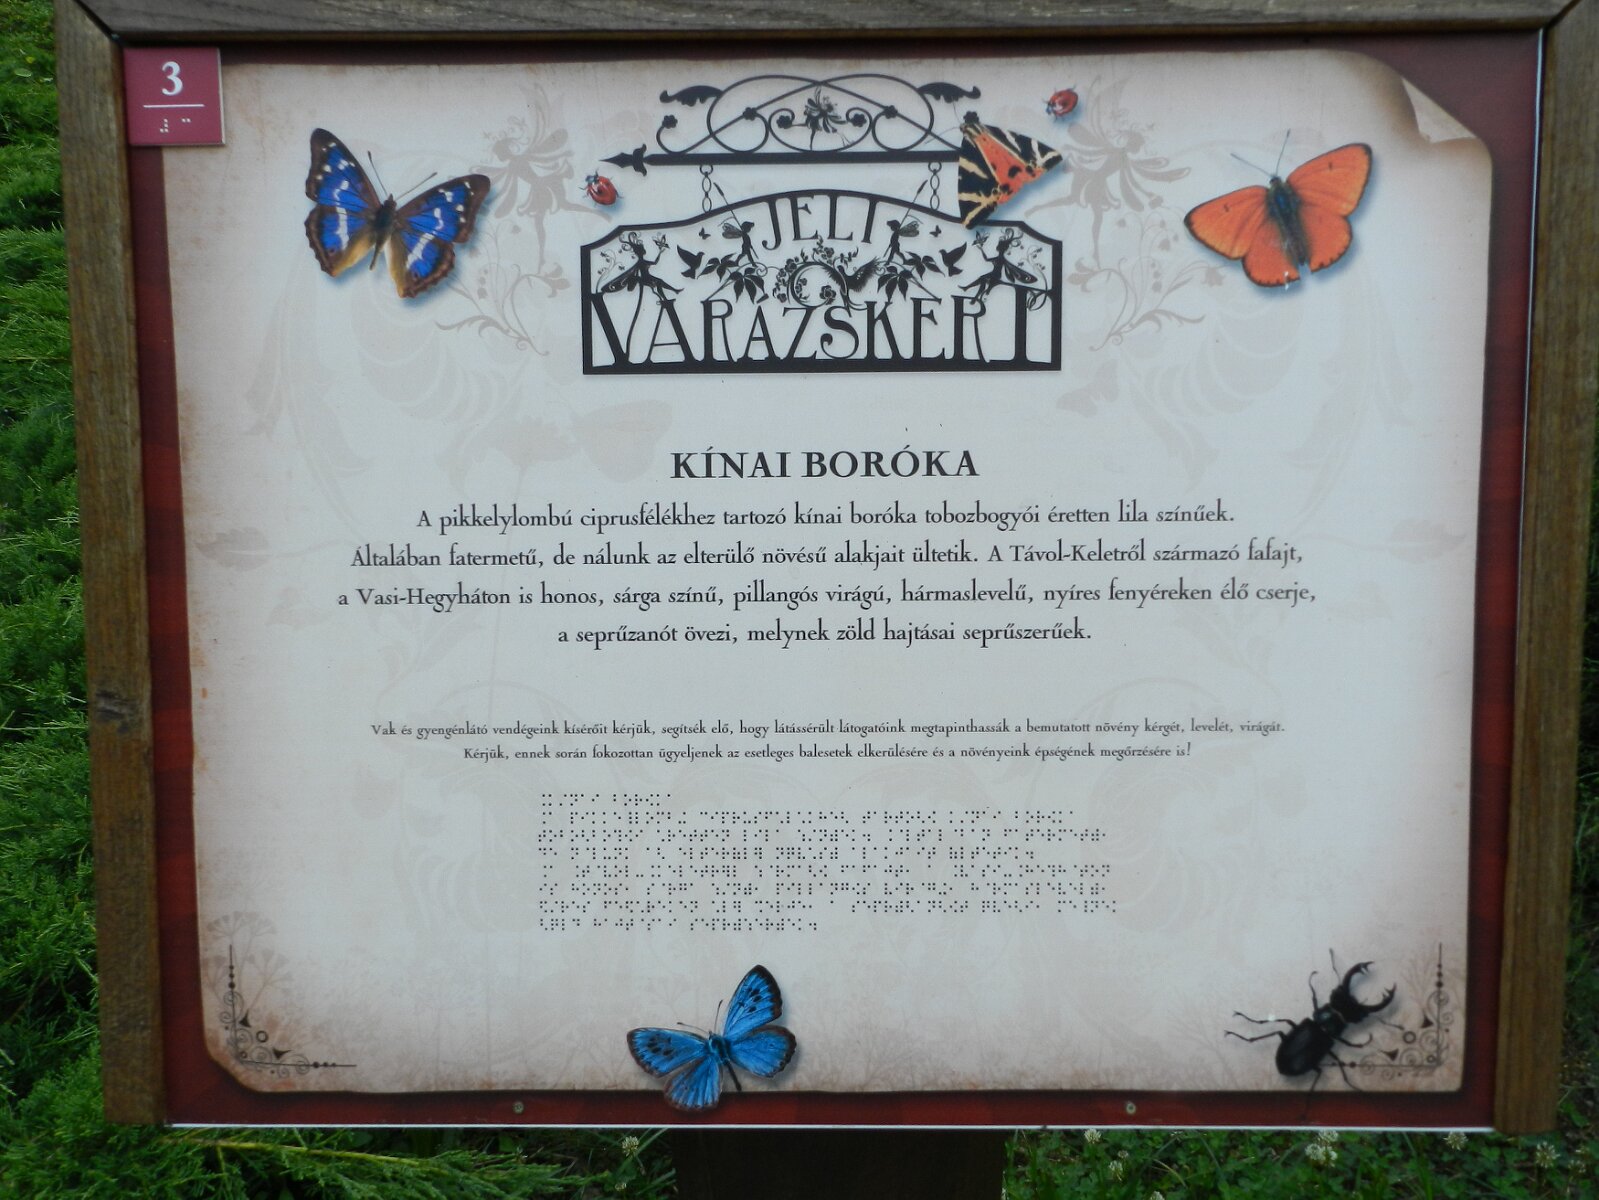 3
JELI
VARÁZSKERT
KÍNAI BORÓKA
A pikkelylombú ciprusfélékhez tartozó kínai boróka tobozbogyói éretten lila színűek.
Általában fatermetű, de nálunk az elterülő növésű alakjait ültetik. A Távol-Keletről származó fafajt,
a Vasi-Hegyháton is honos, sárga színű, pillangós virágú, hármaslevelű, nyíres fenyéreken élő cserje,
a seprűzanót övezi, melynek zöld hajtásai seprűszerűek.
Vak és gyengénlátó vendégeink kísérőit kérjük, segítsék elő, hogy látássérült látogatóink megtapinthassák a bemutatott növény kérgét, levelét, virágát.
Kérjük, ennek során fokozottan ügyeljenek az esetleges balesetek elkerülésére és a növényeink épségének megőrzésére is!